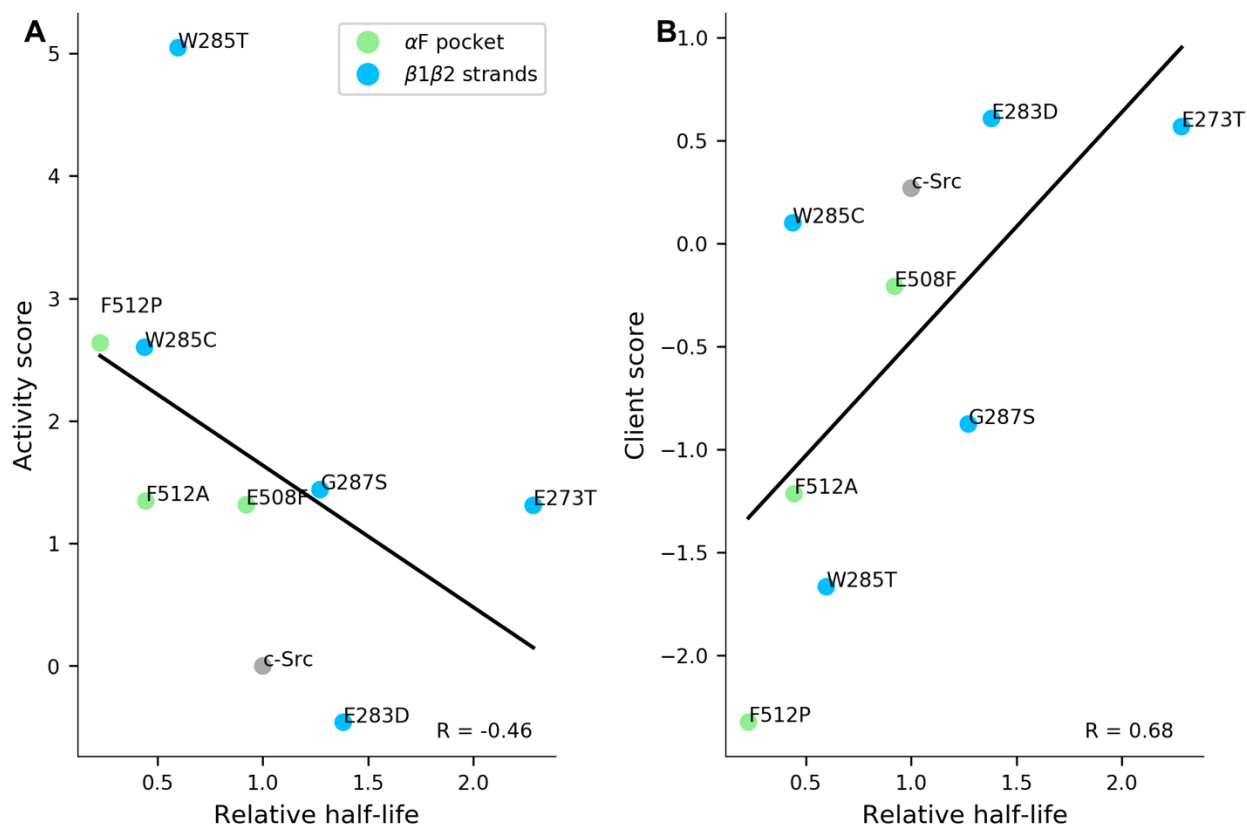 A
W285T
αF pocket
β1β2 strands
F512P
W285C
F512A
E508F
G287S
E273T
c-Src
E283D
R = -0.46
Activity score
5
4
3
2
1
0
0.5 1.0 1.5 2.0
Relative half-life
B
E283D
E273T
c-Src
W285C
E508F
G287S
F512A
W285T
F512P
R = 0.68
Client score
1.0
0.5
0.0
−0.5
−1.0
−1.5
−2.0
0.5 1.0 1.5 2.0
Relative half-life